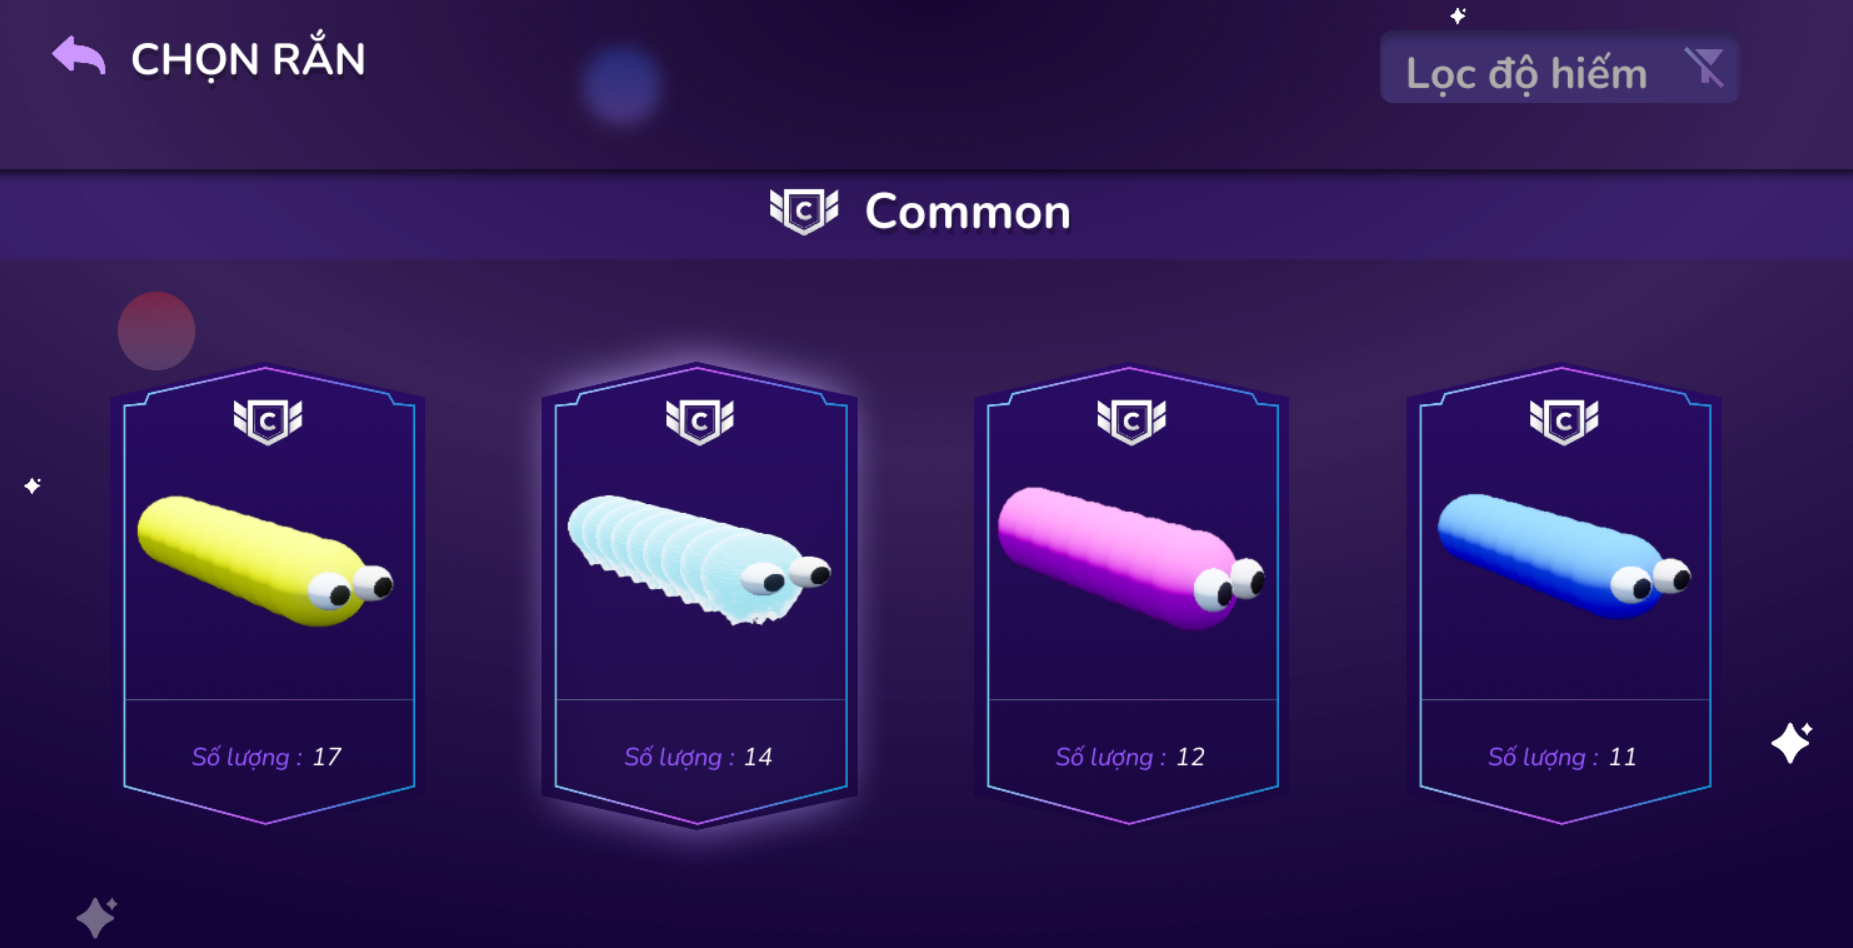 CHỌN RẮN
Lọc độ hiếm
C Common
C
C
C
C
Số lượng : 17
Số lượng : 14
Số lượng : 12
Số lượng : 11